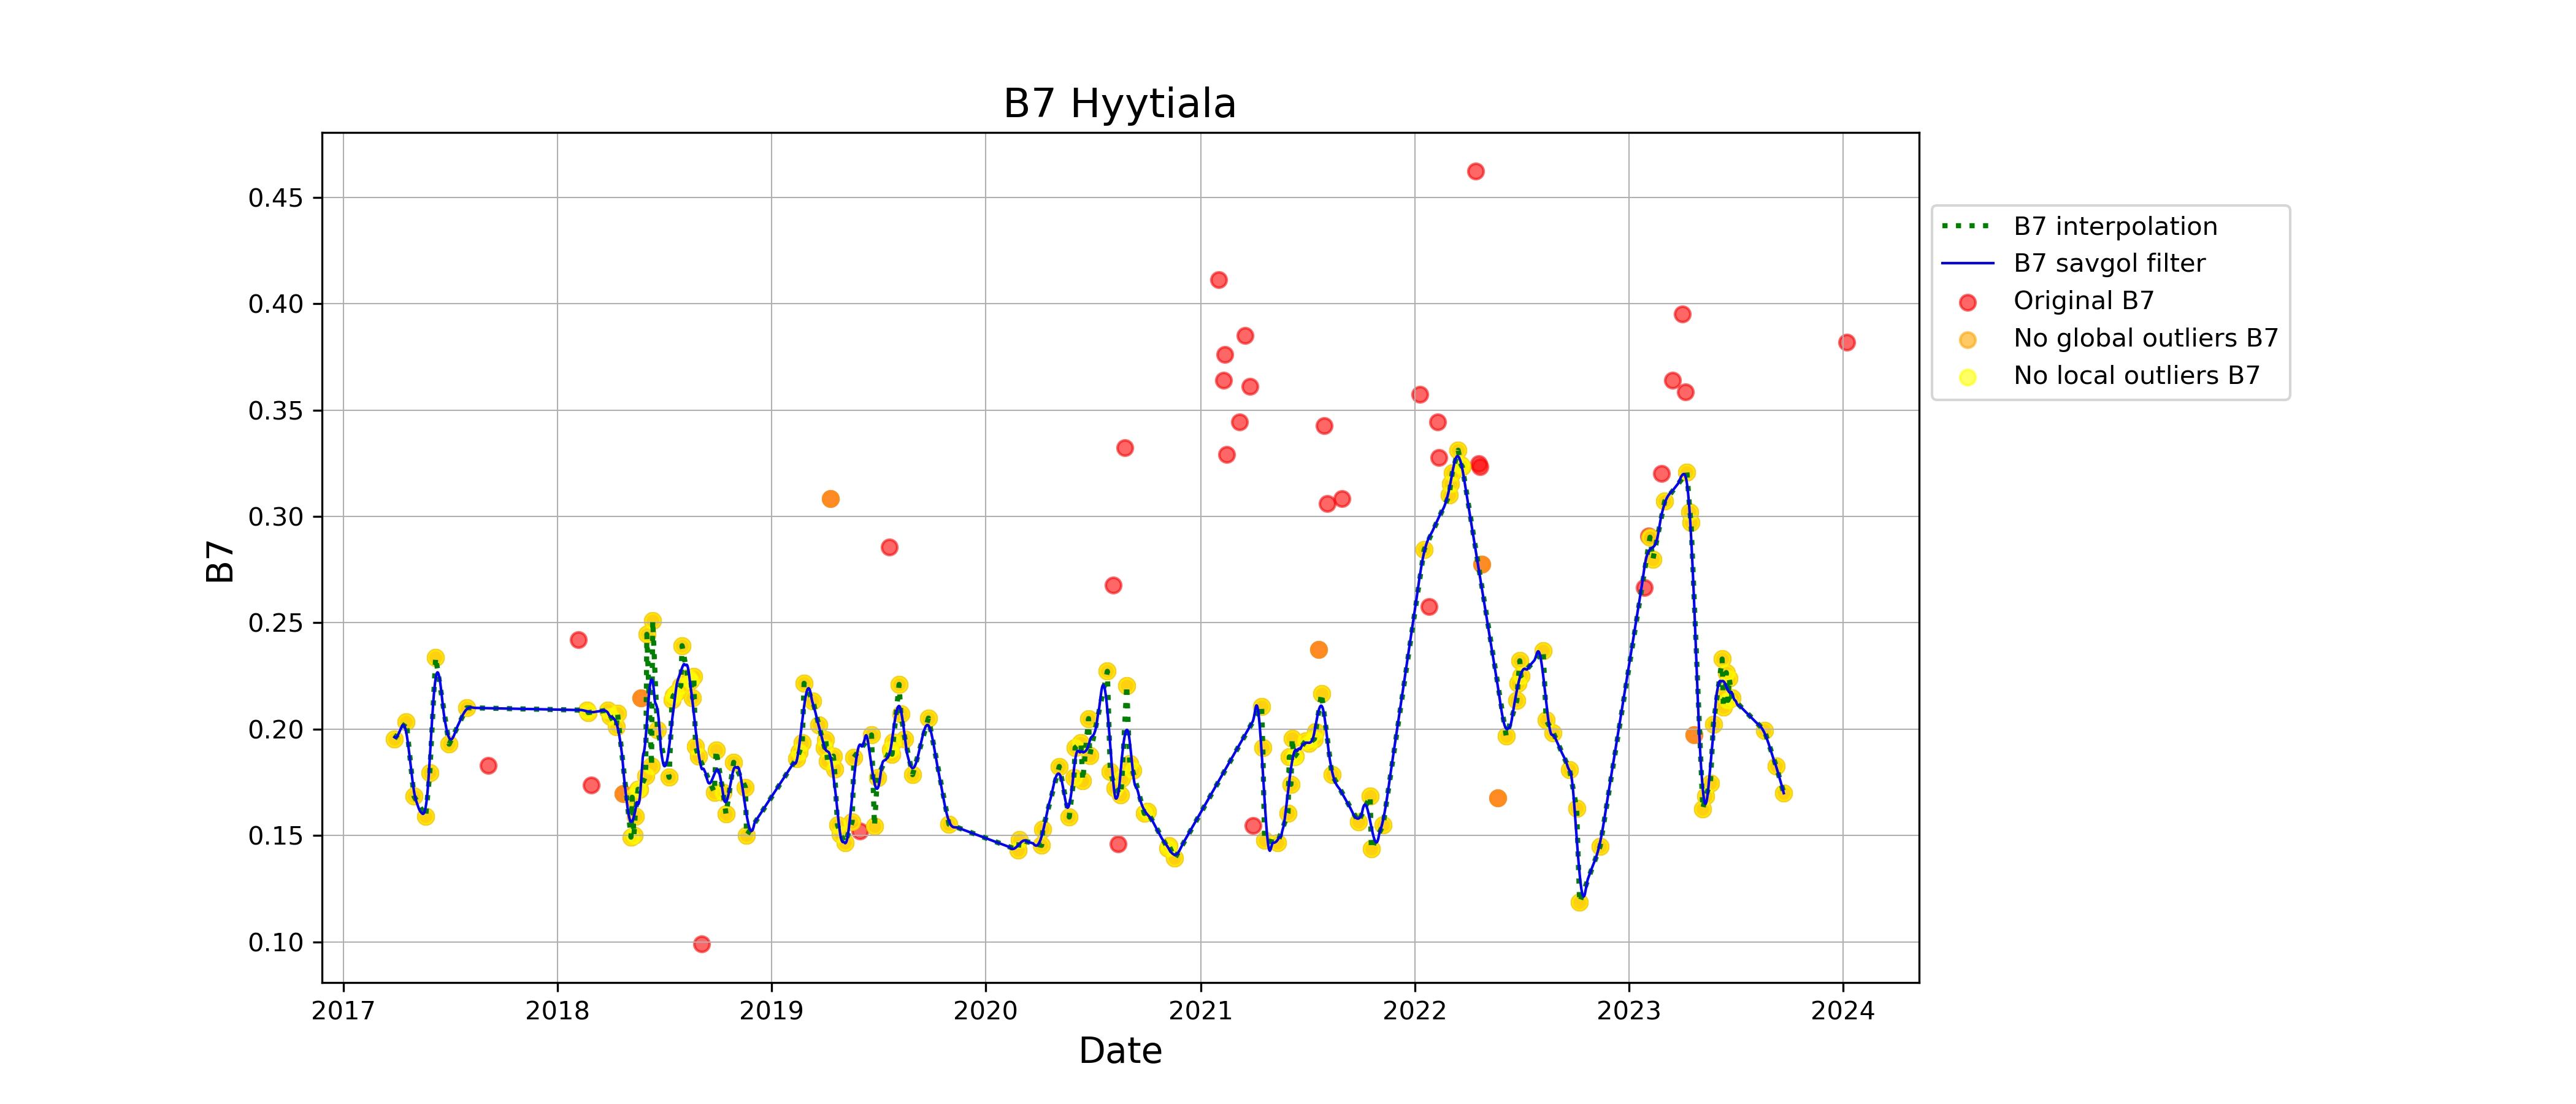 B7 Hyytiala
0.45
0.40
0.35
0.30
0.25
0.20
0.15
0.10
B7
2017 2018 2019 2020 2021 2022 2023 2024
Date
B7 interpolation
B7 savgol filter
Original B7
No global outliers B7
No local outliers B7